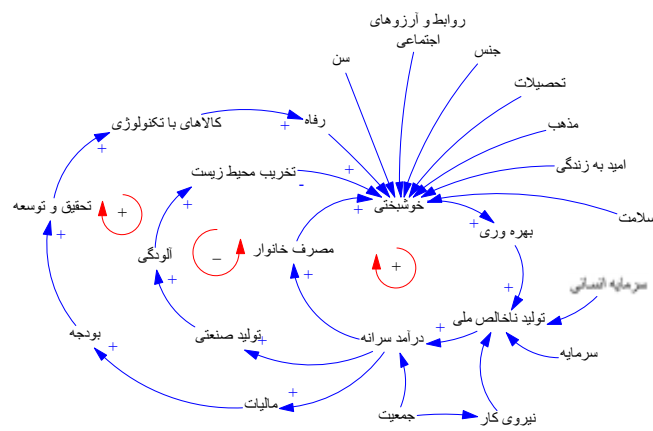 روابط و آرزوهای
اجتماعی
جنس
سن
تحصیلات
کالاهای با تکنولوژی
رفاه
مذهب
امید به زندگی
تخریب محیط زیست
تحقیق و توسعه
خوشبختی
سلامت
بهره وری
آلودگی
مصرف خانوار
سرمایه انسانی
تولید ناخالص ملی
بودجه
تولید صنعتی
درآمد سرانه
سرمایه
مالیات
جمعیت
نیروی کار